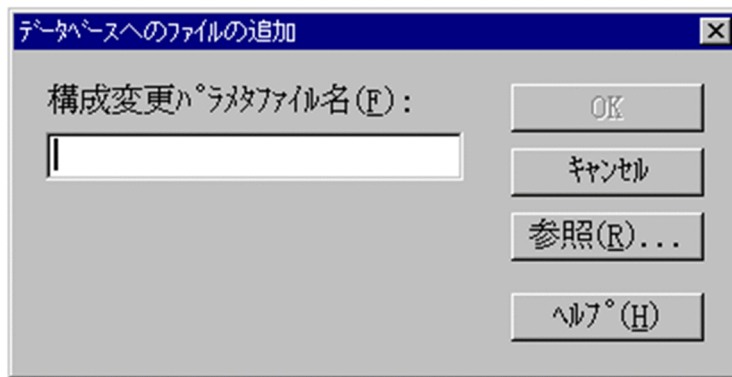 ﾃﾞｰﾀﾍﾞｰｽへのﾌｧｲﾙの追加
構成変更ﾊﾟﾗﾒﾀﾌｧｲﾙ名(F):
OK
ｷｬﾝｾﾙ
参照(R)...
ﾍﾙﾌﾟ(H)